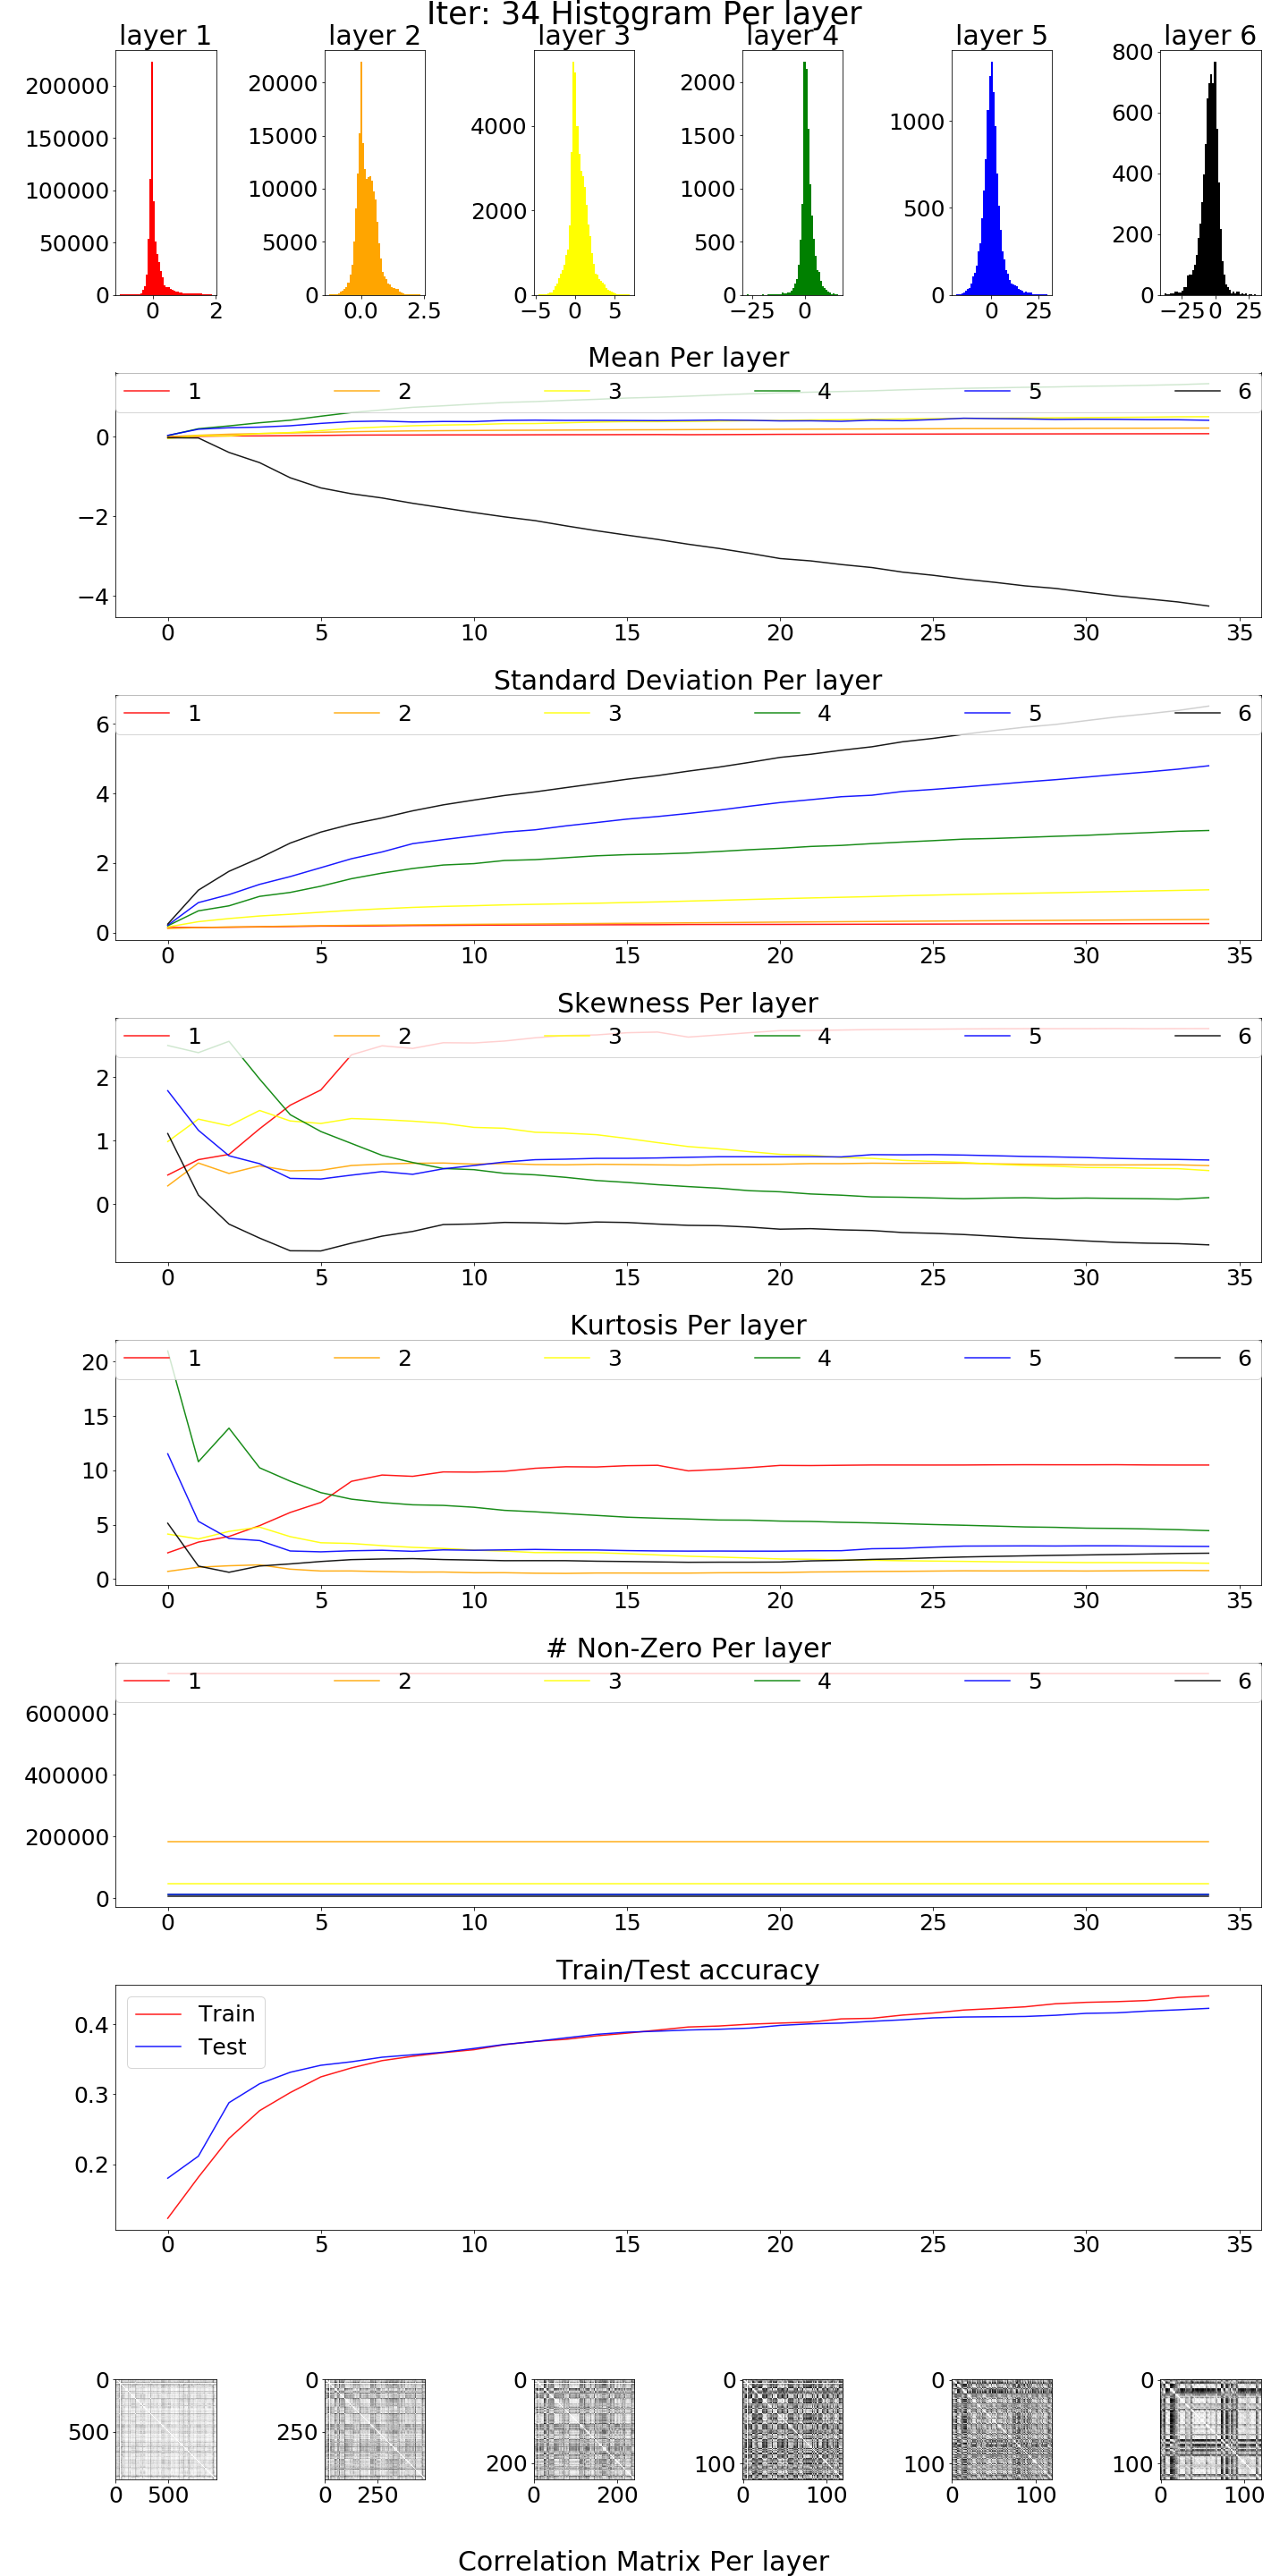 Iter: 34 Histogram Per layer
layer 1 layer 2 layer 3 layer 4 layer 5 layer 6
200000 150000 100000 50000 0
0 2
20000 15000 10000 5000 0
0.0 2.5
4000 2000 0
−5 0 5
2000 1500 1000 500 0
−25 0
1000 500 0
0 25
800 600 400 200 0
−25 0 25
Mean Per layer
1 2 3 4 5 6
0
−2
−4
0 5 10 15 20 25 30 35
Standard Deviation Per layer
1 2 3 4 5 6
6
4
2
0
0 5 10 15 20 25 30 35
Skewness Per layer
1 2 3 4 5 6
2
1
0
0 5 10 15 20 25 30 35
Kurtosis Per layer
1 2 3 4 5 6
20
15
10
5
0
0 5 10 15 20 25 30 35
# Non-Zero Per layer
1 2 3 4 5 6
600000
400000
200000
0
0 5 10 15 20 25 30 35
Train/Test accuracy
Train
Test
0.4
0.3
0.2
0 5 10 15 20 25 30 35
0 500
0 500
0 250
0 250
0 200
0 200
0 100
0 100
0 100
0 100
0 100
0 100
Correlation Matrix Per layer